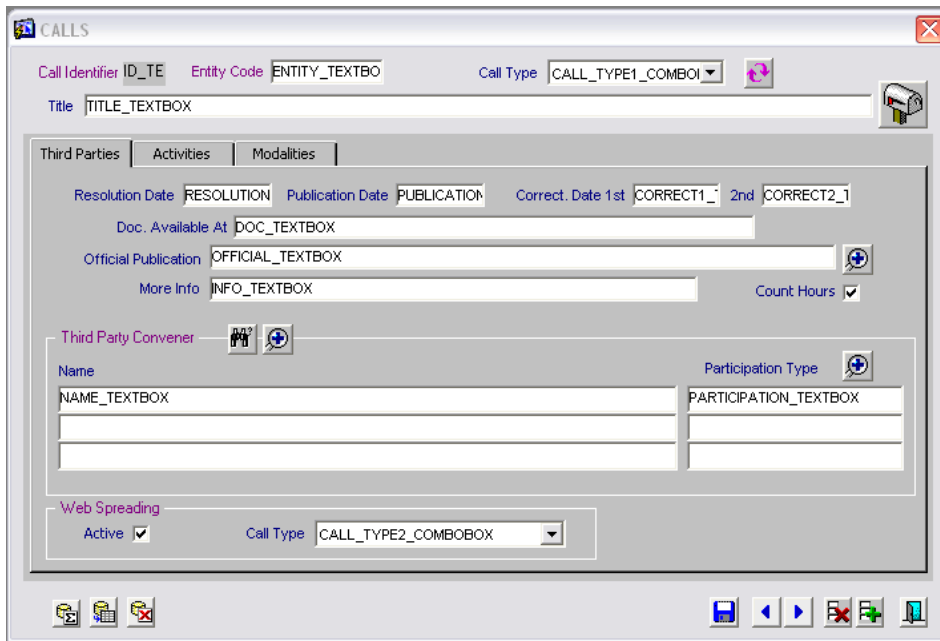 CALLS
Call Identifier ID_TE Entity Code ENTITY_TEXTBO Call Type CALL_TYPE1_COMBO
Title TITLE_TEXTBOX
Third Parties Activities Modalities
Resolution Date RESOLUTION Publication Date PUBLICATION Correct. Date 1st CORRECT1_ 2nd CORRECT2_1
Doc. Available At DOC_TEXTBOX
Official Publication OFFICIAL_TEXTBOX
More Info INFO_TEXTBOX Count Hours
Third Party Convener
Name Participation Type
NAME_TEXTBOX PARTICIPATION_TEXTBOX
Web Spreading
Active Call Type CALL_TYPE2_COMBOBOX